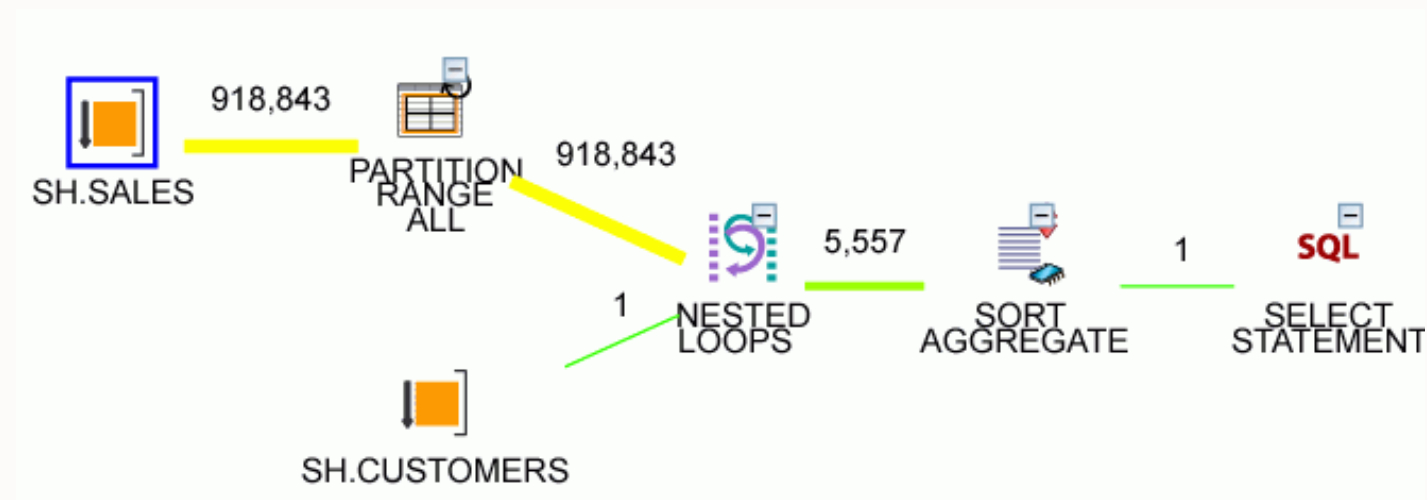 918,843
SH.SALES
PARTITION
RANGE
ALL
918,843
1
SH.CUSTOMERS
NESTED
LOOPS
5,557
SORT
AGGREGATE
1
SQL
SELECT
STATEMENT